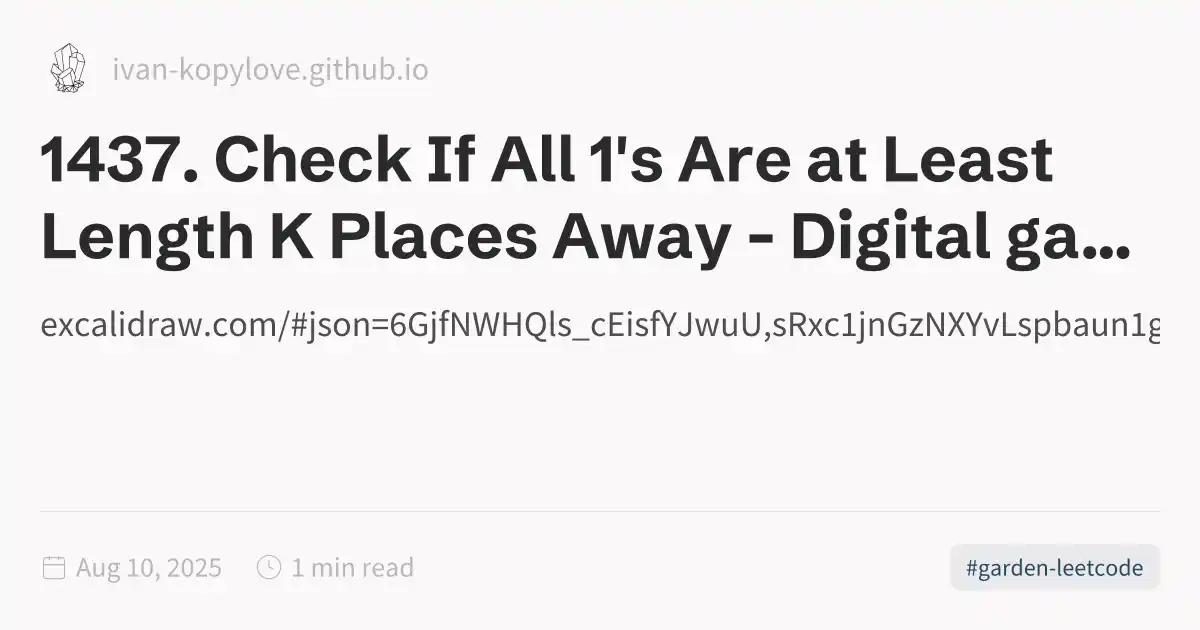 ivan-kopylove.github.io
1437. Check If All 1's Are at Least
Length K Places Away - Digital ga...
excalidraw.com/#json=6GjfNWHQls_cEisfYJwuU,sRxc1jnGzNXYvLspbaun1g
Aug 10, 2025
1 min read
#garden-leetcode